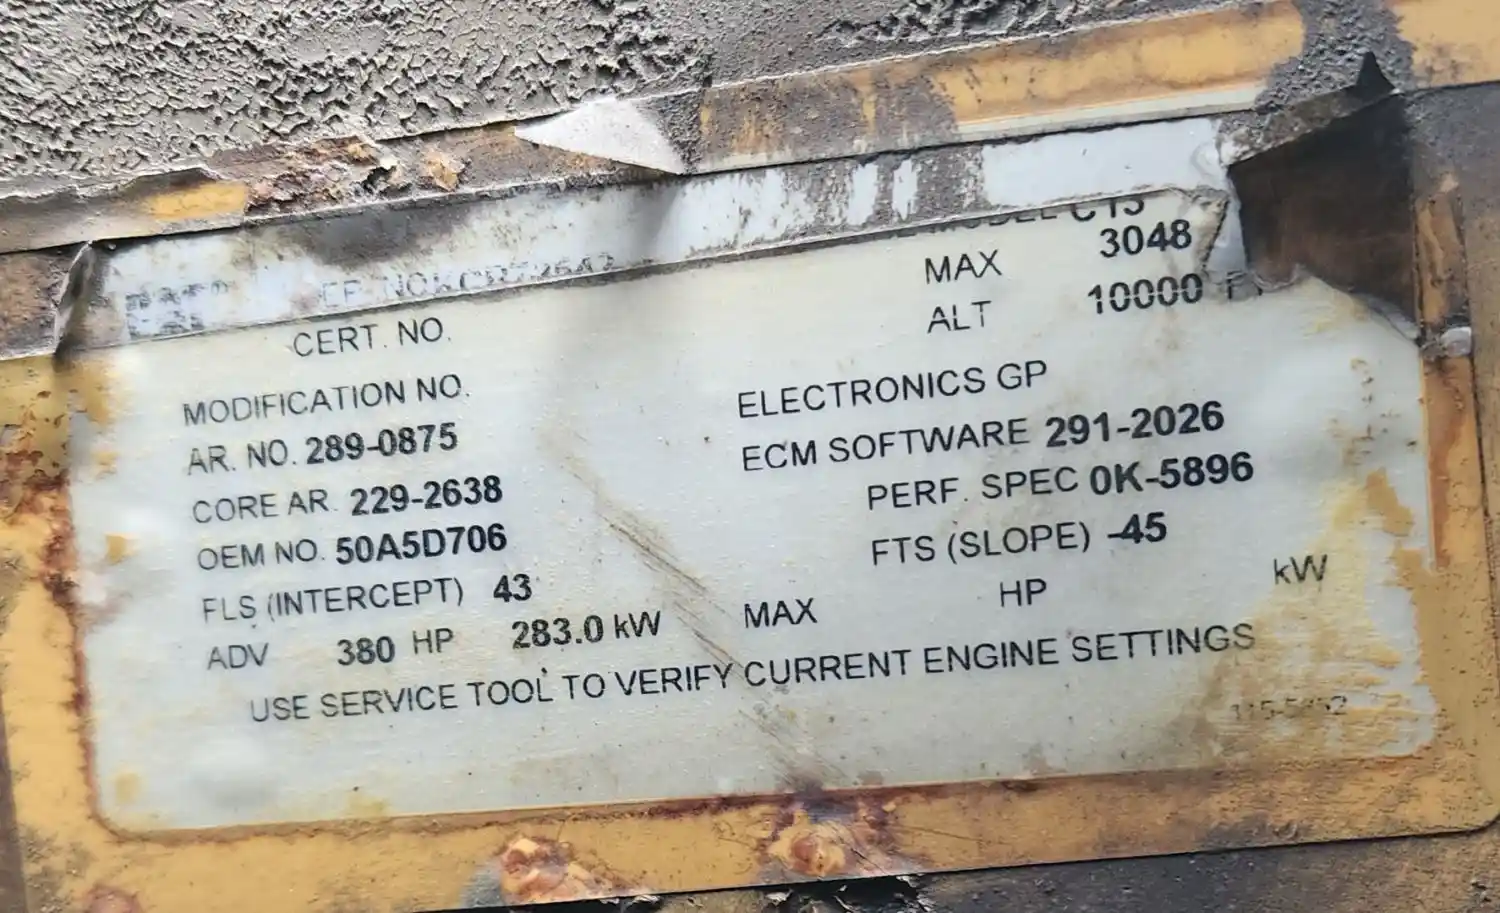 MODEL C13
MAX 3048
ALT 10000
CERT. NO.
MODIFICATION NO.
AR. NO. 289-0875
CORE AR. 229-2638
OEM NO. 50A5D706
FLS (INTERCEPT) 43
ELECTRONICS GP
ECM SOFTWARE 291-2026
PERF. SPEC 0K-5896
FTS (SLOPE) -45
ADV 380 HP 283.0 kW MAX HP kW
USE SERVICE TOOL TO VERIFY CURRENT ENGINE SETTINGS